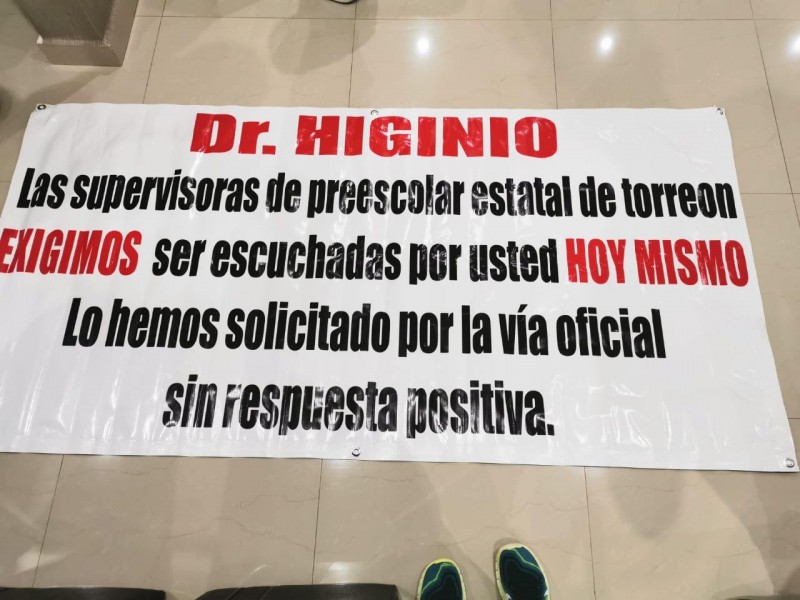 Dr. HIGINIO
Las supervisoras de preescolar estatal de torreon
EXIGIMOS ser escuchadas por usted HOY MISMO
Lo hemos solicitado por la vía oficial
sin respuesta positiva.